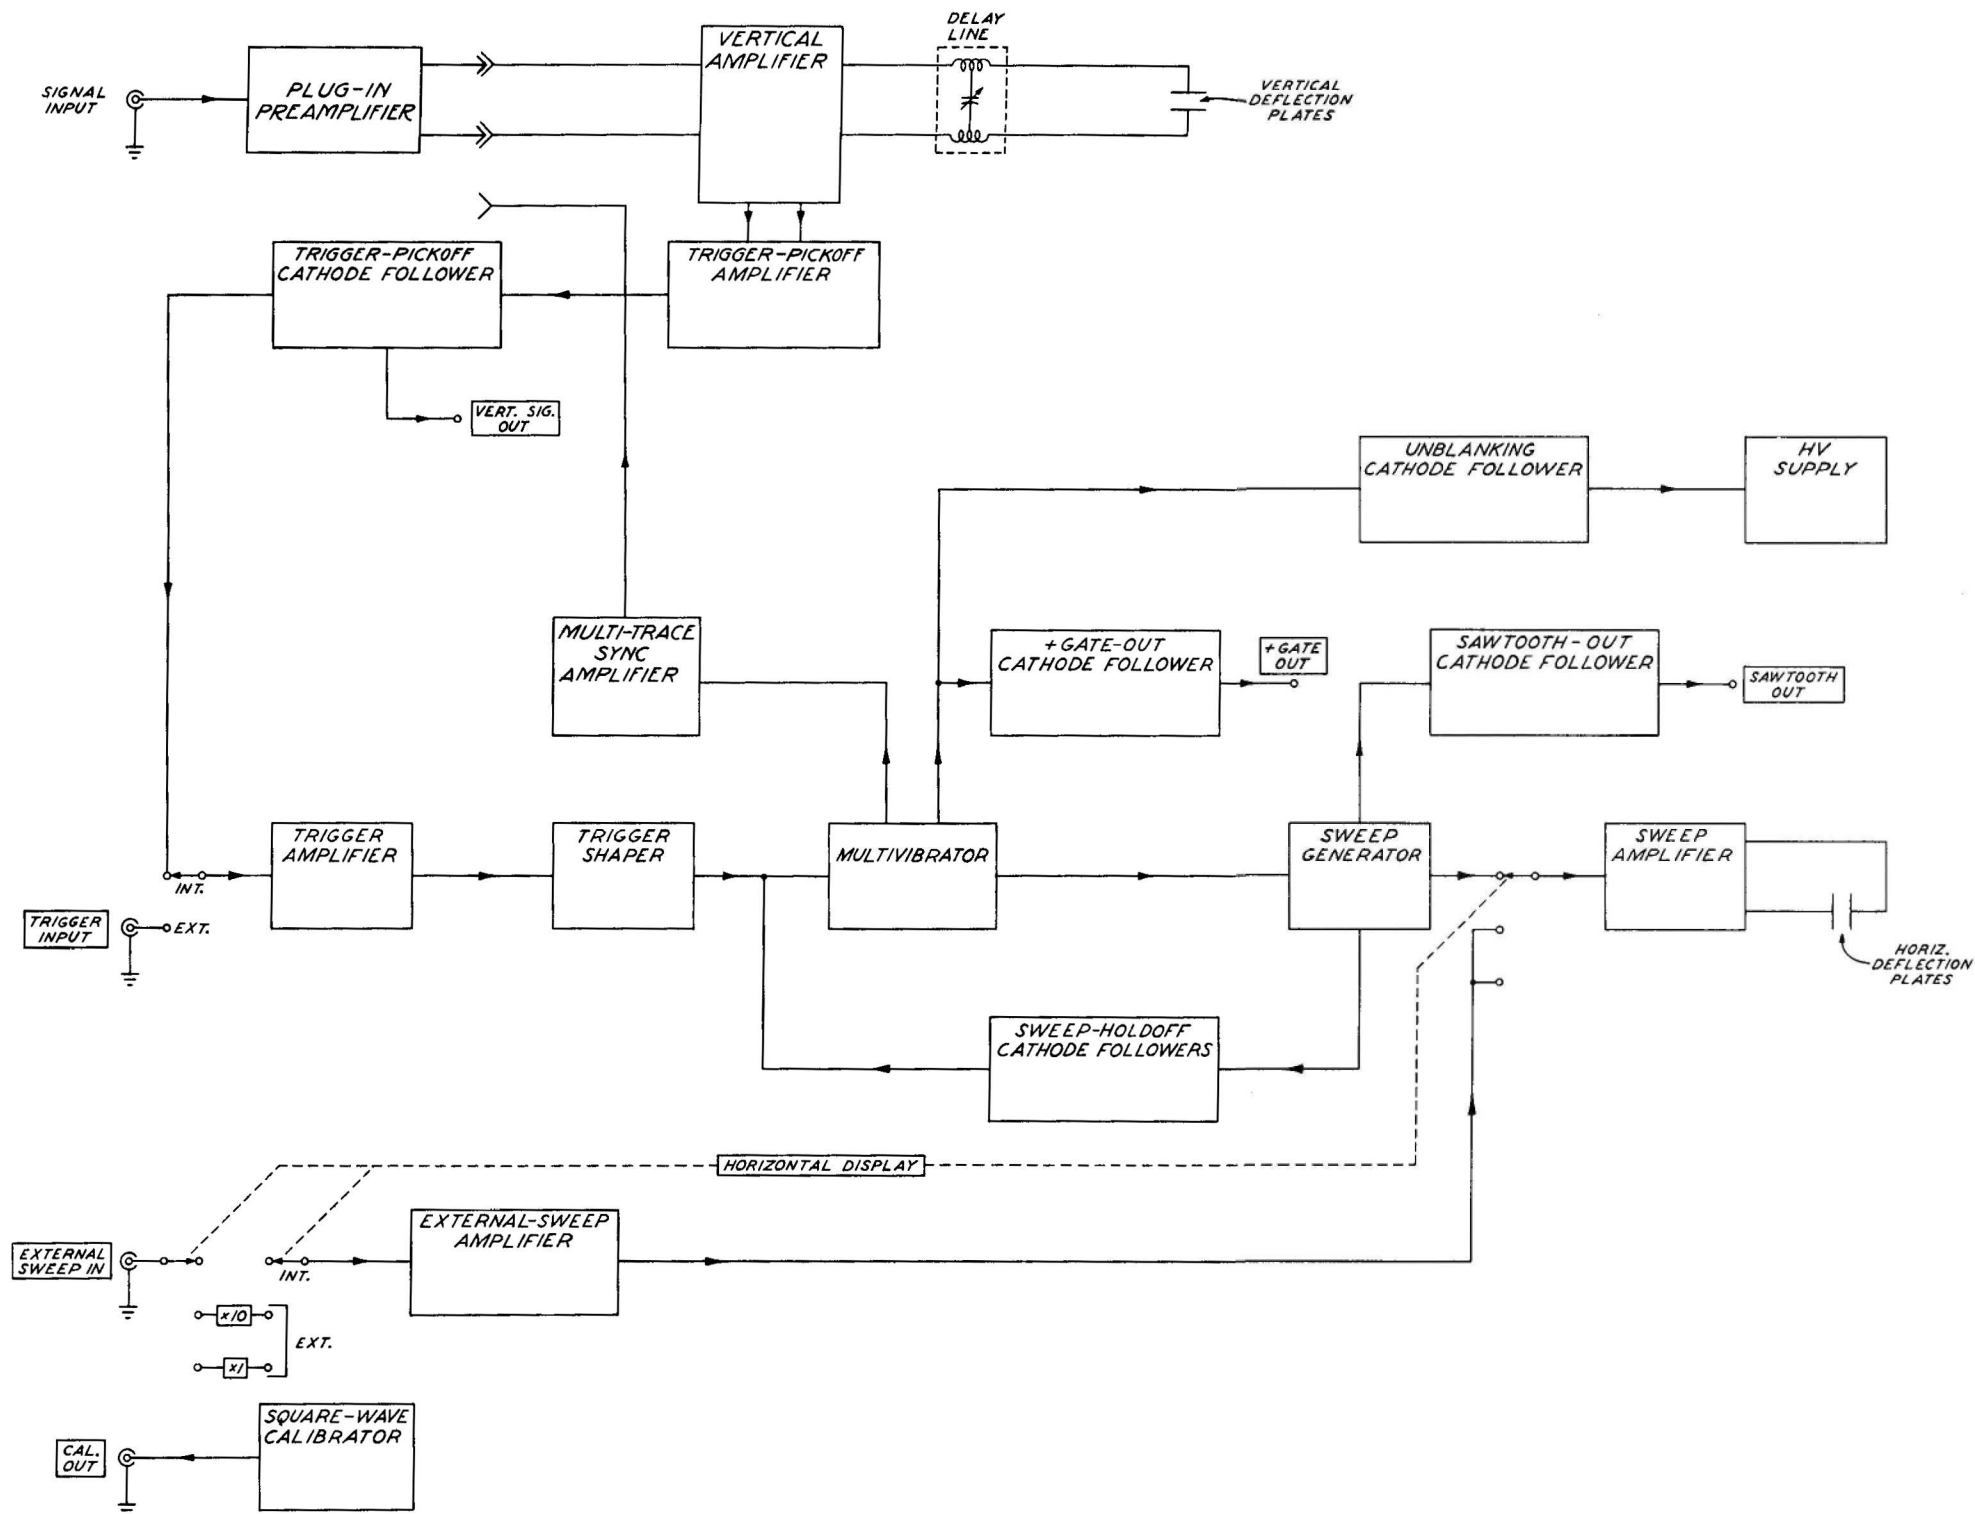 DELAY
LINE
VERTICAL
AMPLIFIER
SIGNAL
INPUT
PLUG-IN
PREAMPLIFIER
VERTICAL
DEFLECTION
PLATES
TRIGGER-PICKOFF
CATHODE FOLLOWER
TRIGGER-PICKOFF
AMPLIFIER
VERT. SIG.
OUT
UNBLANKING
CATHODE FOLLOWER
HV
SUPPLY
MULTI-TRACE
SYNC
AMPLIFIER
+GATE-OUT
CATHODE FOLLOWER
+GATE
OUT
SAWTOOTH-OUT
CATHODE FOLLOWER
SAWTOOTH
OUT
TRIGGER
AMPLIFIER
TRIGGER
SHAPER
MULTIVIBRATOR
SWEEP
GENERATOR
SWEEP
AMPLIFIER
INT.
TRIGGER
INPUT
EXT.
HORIZ.
DEFLECTION
PLATES
SWEEP-HOLDOFF
CATHODE FOLLOWERS
HORIZONTAL DISPLAY
EXTERNAL
SWEEP IN
INT.
EXTERNAL-SWEEP
AMPLIFIER
x10
EXT.
x1
SQUARE-WAVE
CALIBRATOR
CAL.
OUT